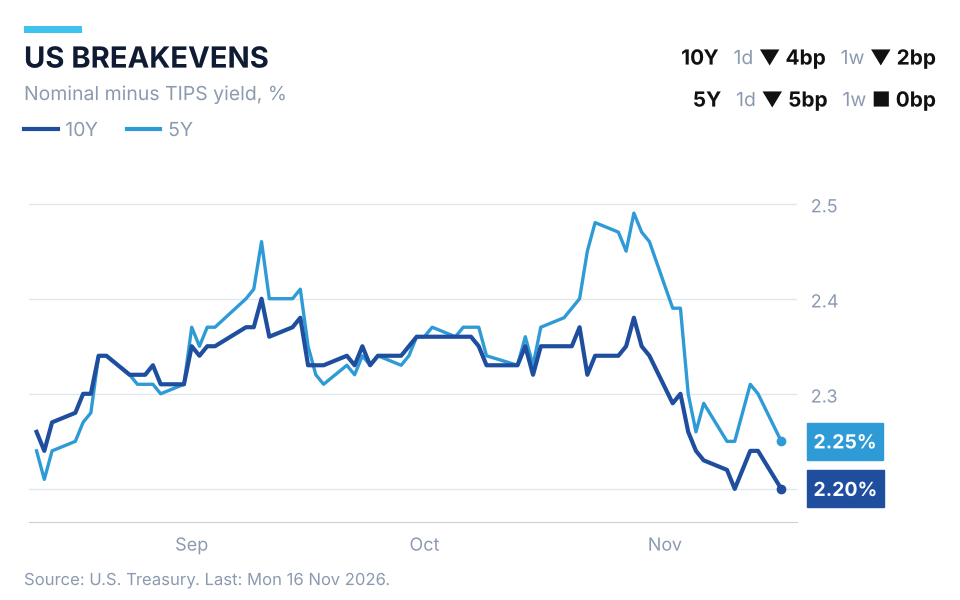 US BREAKEVENS
Nominal minus TIPS yield, %
10Y 5Y
10Y 1d ▼ 4bp 1w ▼ 2bp
5Y 1d ▼ 5bp 1w ■ 0bp
2.5
2.4
2.3
2.25%
2.20%
Sep Oct Nov
Source: U.S. Treasury. Last: Mon 16 Nov 2026.